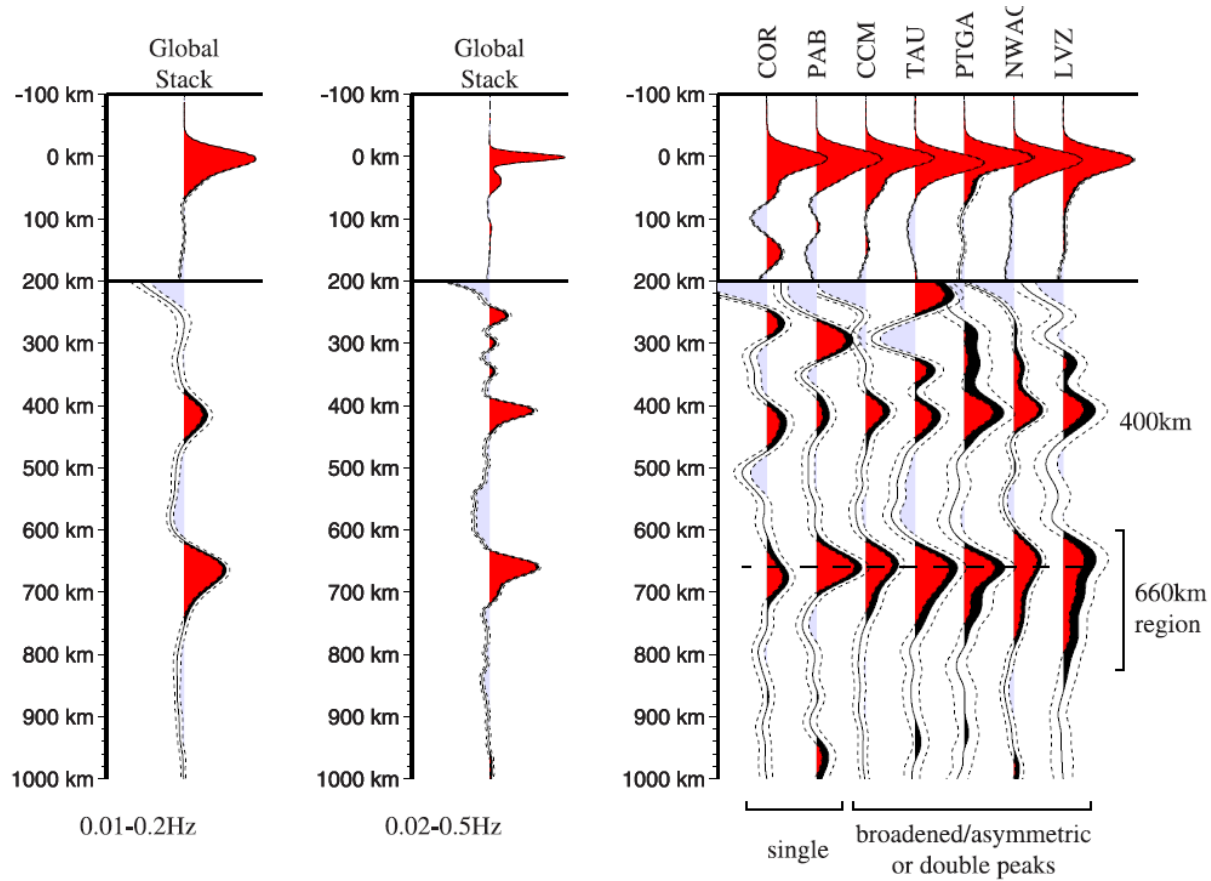 Global
Stack
-100 km
0 km
100 km
200 km
300 km
400 km
500 km
600 km
700 km
800 km
900 km
1000 km
0.01-0.2Hz
Global
Stack
-100 km
0 km
100 km
200 km
300 km
400 km
500 km
600 km
700 km
800 km
900 km
1000 km
0.02-0.5Hz
COR
PAB
CCM
TAU
PTGA
NWAO
LVZ
-100 km
0 km
100 km
200 km
300 km
400 km
500 km
600 km
700 km
800 km
900 km
1000 km
400km
660km
region
single
broadened/asymmetric
or double peaks